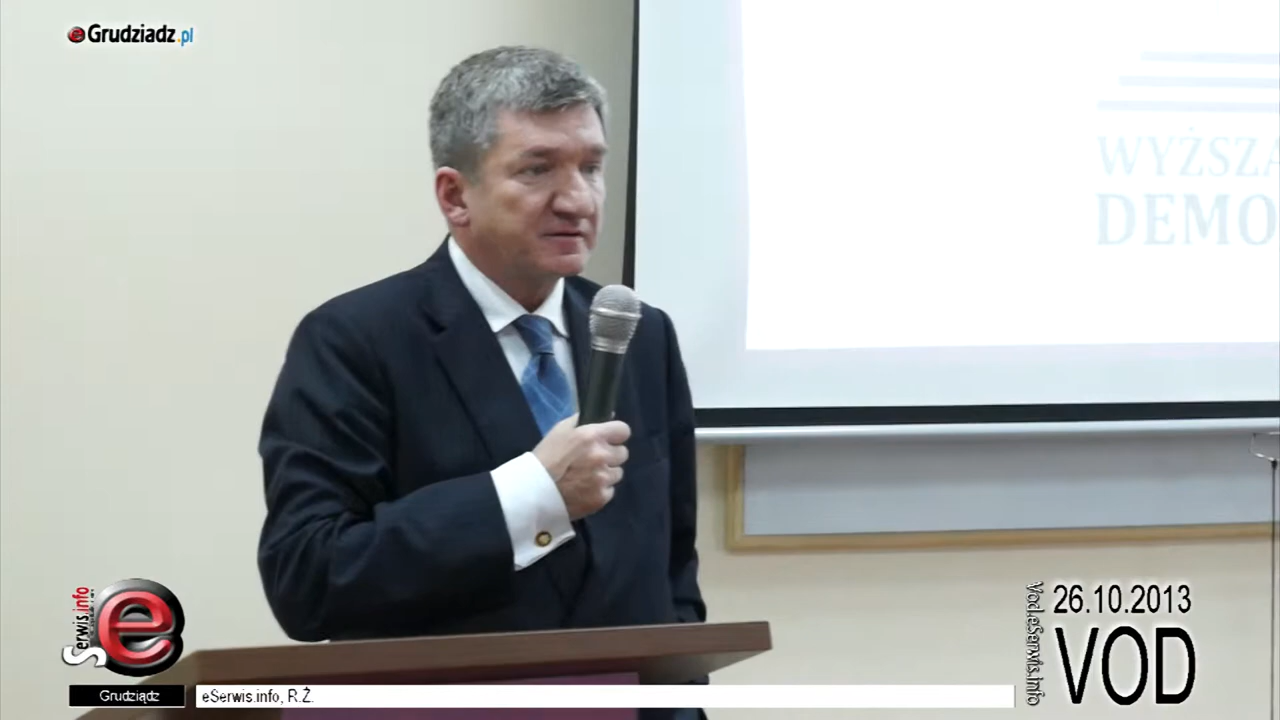 eGrudziadz.pl
WYŻSZA
DEMO
eSerwis.info
Grudziądz
eSerwis.info, R.Ż.
26.10.2013
VOD
Vod.eSerwis.info